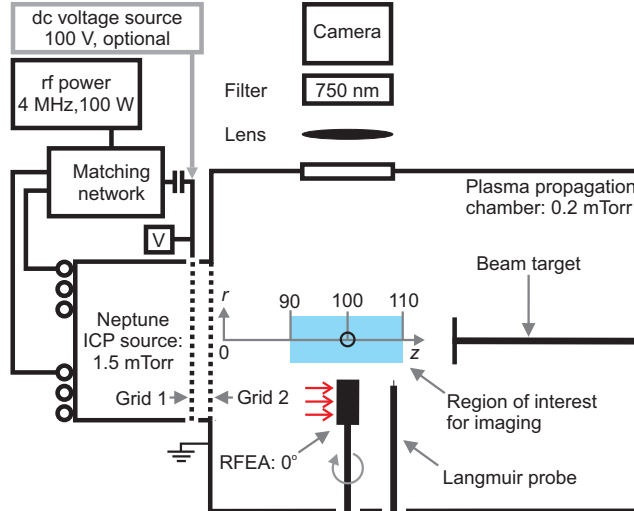 dc voltage source
100 V, optional
rf power
4 MHz,100 W
Matching
network
V
Camera
Filter
750 nm
Lens
Plasma propagation
chamber: 0.2 mTorr
Beam target
Neptune
ICP source:
1.5 mTorr
r
0
90
100
110
z
Grid 1
Grid 2
Region of interest
for imaging
RFEA: 0°
Langmuir probe